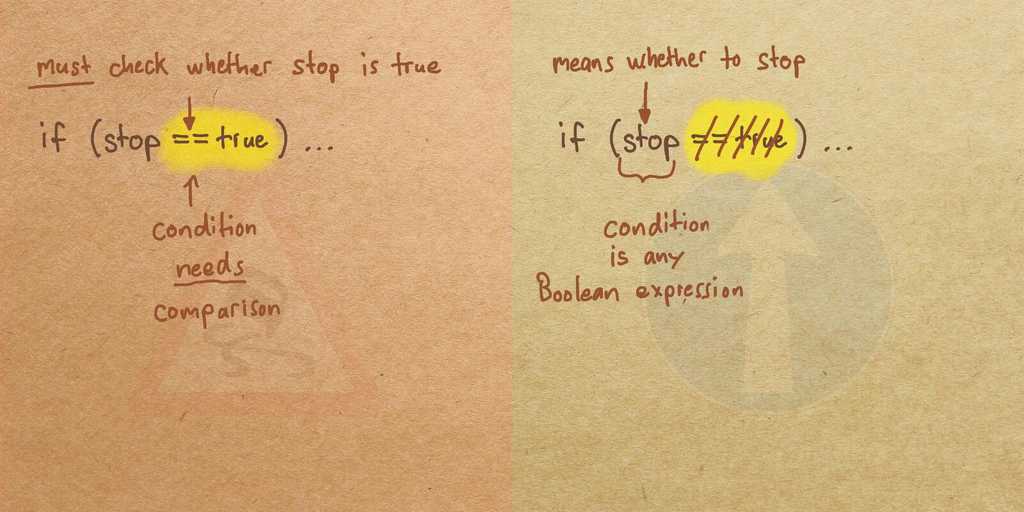 must check whether stop is true
if (stop == true) ...
condition
needs
comparison
means whether to stop
if (stop == true) ...
condition
is any
Boolean expression